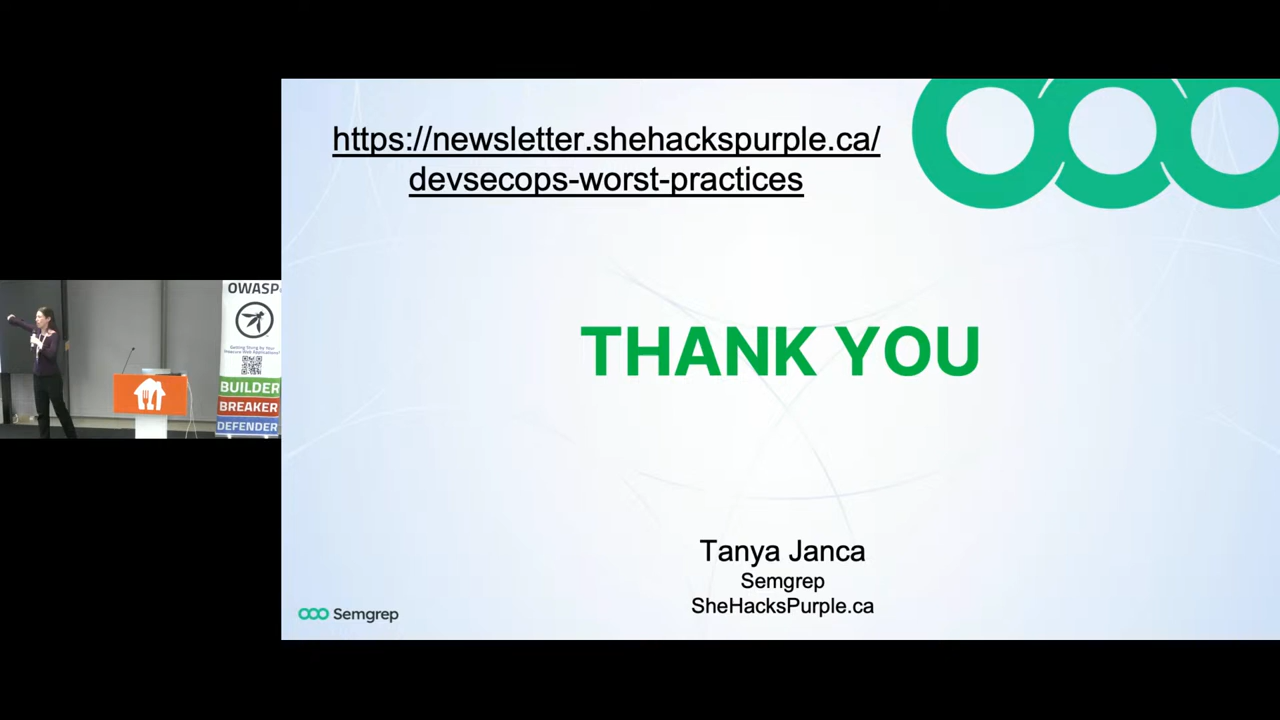 https://newsletter.shehackspurple.ca/
devsecops-worst-practices
THANK YOU
Tanya Janca
Semgrep
SheHacksPurple.ca
Semgrep
OWASP
BUILDER
BREAKER
DEFENDER